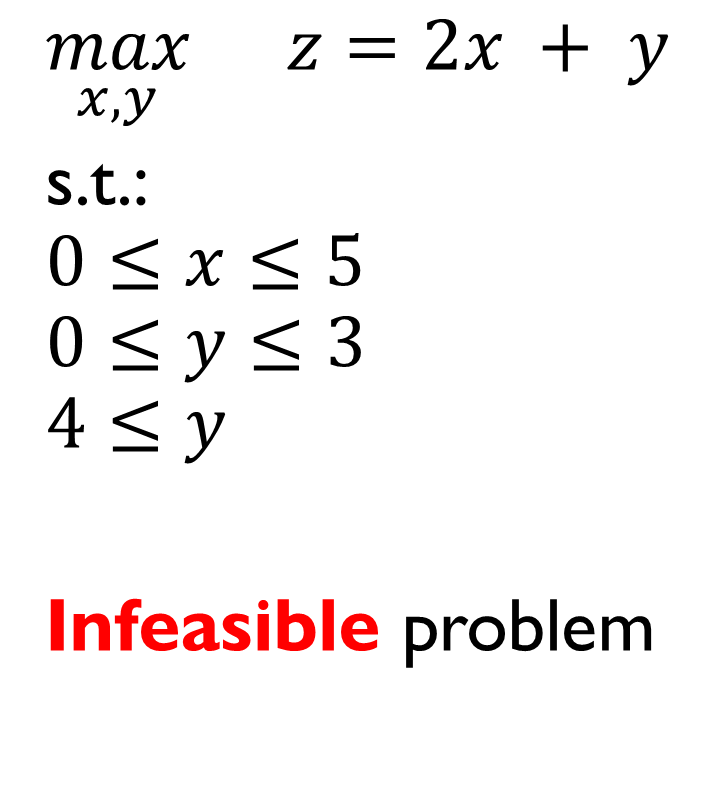 max z = 2x + y
x,y
s.t.:
0 ≤ x ≤ 5
0 ≤ y ≤ 3
4 ≤ y
Infeasible problem